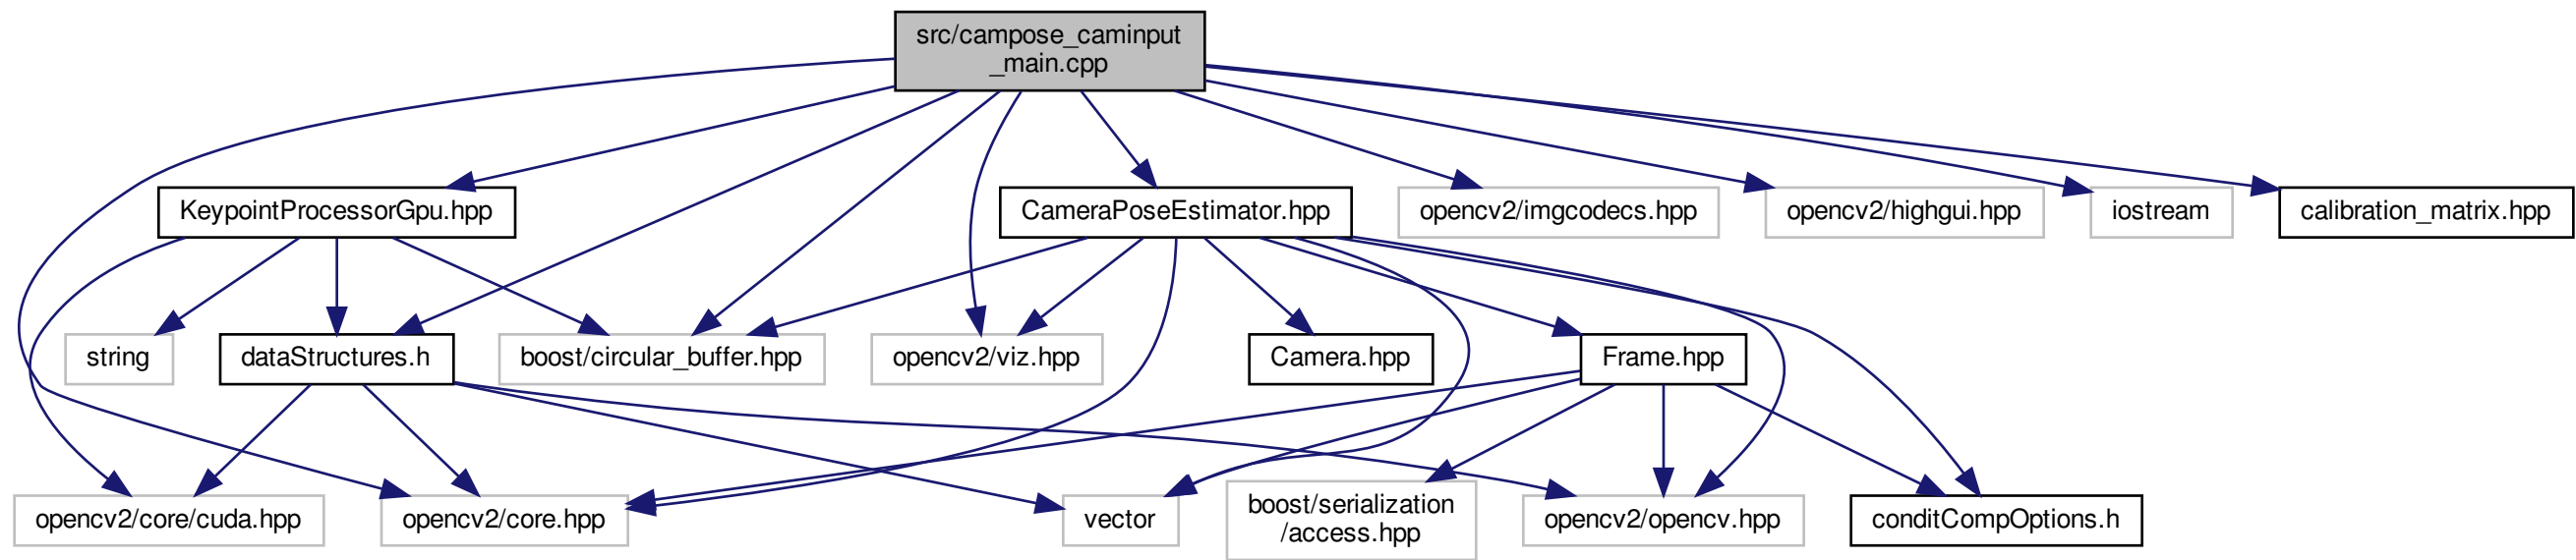 src/campose_caminput
_main.cpp
KeypointProcessorGpu.hpp
CameraPoseEstimator.hpp
opencv2/imgcodecs.hpp
opencv2/highgui.hpp
iostream
calibration_matrix.hpp
string
dataStructures.h
boost/circular_buffer.hpp
opencv2/viz.hpp
Camera.hpp
Frame.hpp
opencv2/core/cuda.hpp
opencv2/core.hpp
vector
boost/serialization
/access.hpp
opencv2/opencv.hpp
conditCompOptions.h